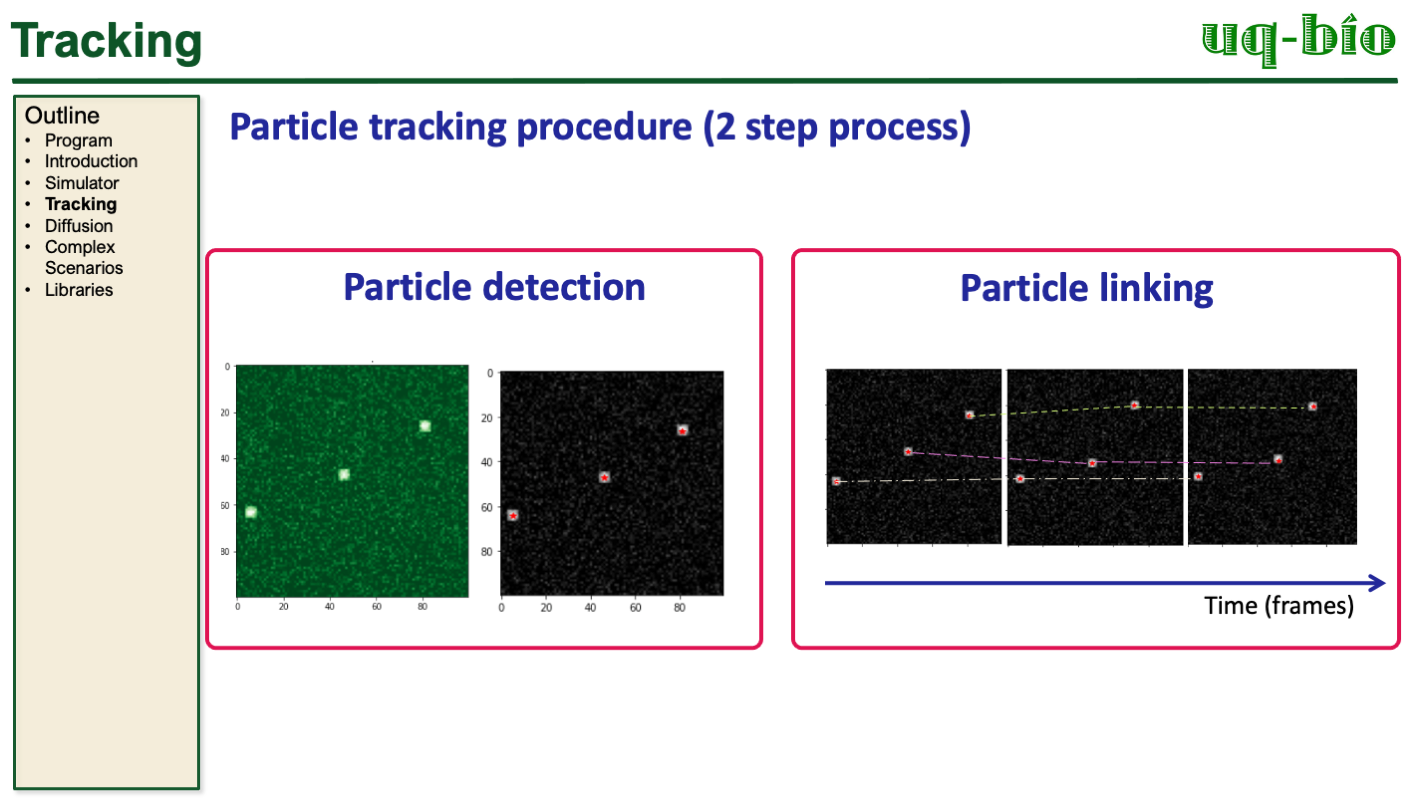 Tracking
uq-bío
Outline
• Program
• Introduction
• Simulator
• Tracking
• Diffusion
• Complex
Scenarios
• Libraries
Particle tracking procedure (2 step process)
Particle detection
0
20
40
60
80
0 20 40 60 80
0
20
40
60
80
0 20 40 60 80
Particle linking
Time (frames)